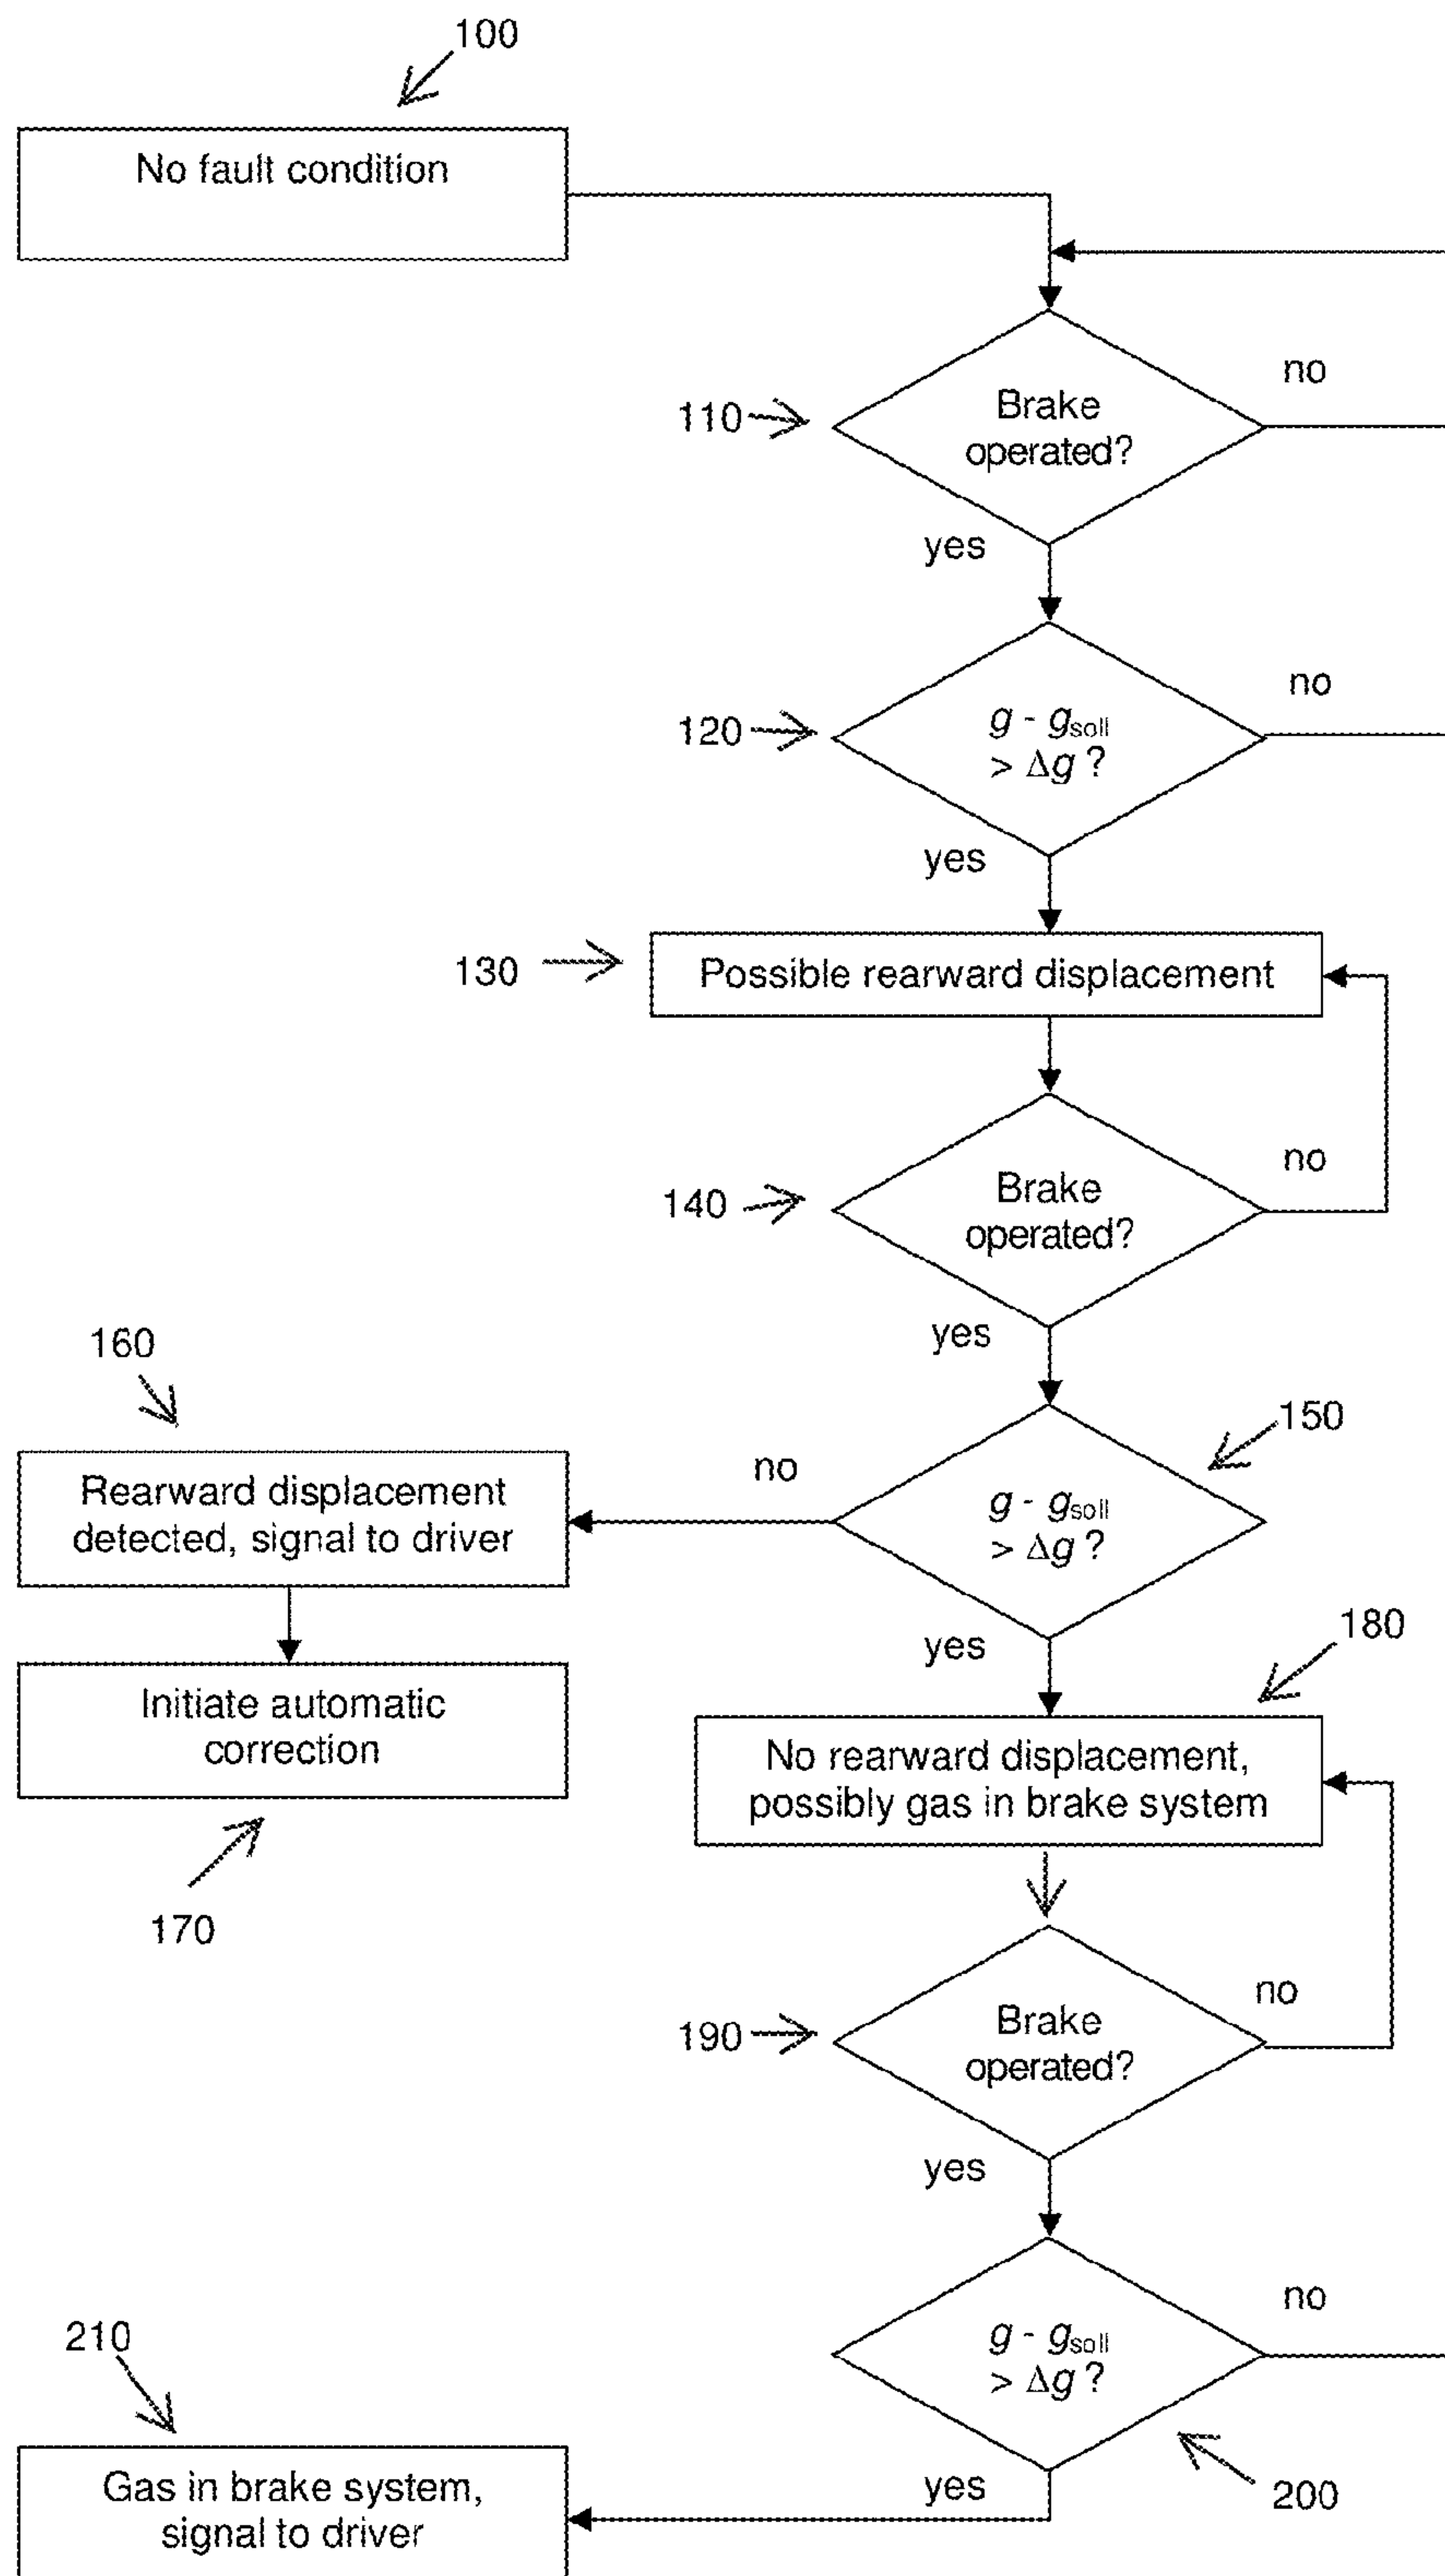 100
No fault condition
no
110
Brake
operated?
yes
no
120
g - gsoll
> Δg ?
yes
130
Possible rearward displacement
no
140
Brake
operated?
yes
160
150
no
Rearward displacement
detected, signal to driver
g - gsoll
> Δg ?
180
yes
Initiate automatic
correction
No rearward displacement,
possibly gas in brake system
170
no
190
Brake
operated?
yes
no
210
g - gsoll
> Δg ?
yes
200
Gas in brake system,
signal to driver